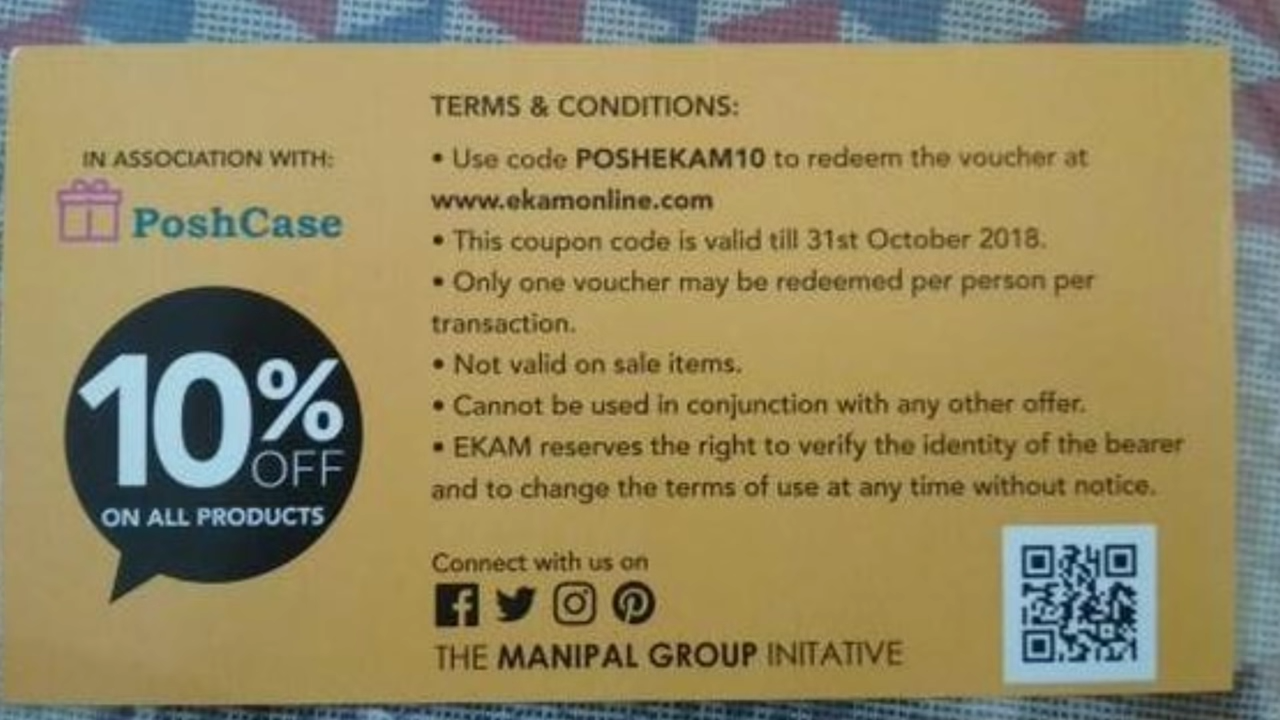 IN ASSOCIATION WITH:
PoshCase
10%
OFF
ON ALL PRODUCTS
TERMS & CONDITIONS:
• Use code POSHEKAM10 to redeem the voucher at
www.ekamonline.com
• This coupon code is valid till 31st October 2018.
• Only one voucher may be redeemed per person per
transaction.
• Not valid on sale items.
• Cannot be used in conjunction with any other offer.
• EKAM reserves the right to verify the identity of the bearer
and to change the terms of use at any time without notice.
Connect with us on
THE MANIPAL GROUP INITATIVE